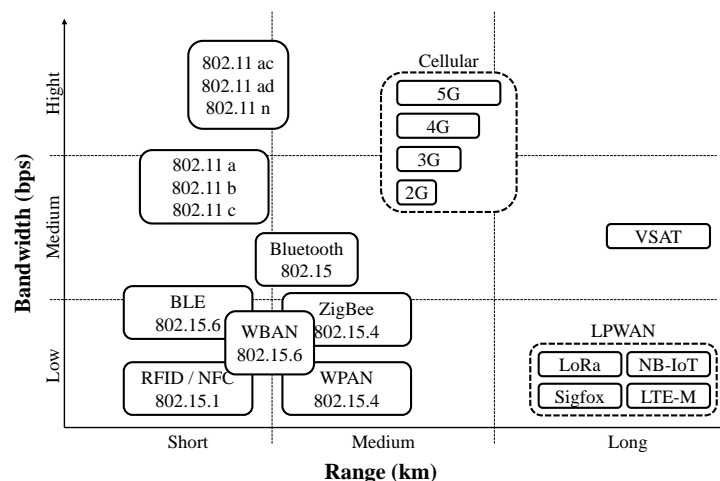 Bandwidth (bps)
Hight
Medium
Low
802.11 ac
802.11 ad
802.11 n
Cellular
5G
4G
3G
2G
802.11 a
802.11 b
802.11 c
Bluetooth
802.15
VSAT
BLE
802.15.6
ZigBee
802.15.4
WBAN
802.15.6
RFID / NFC
802.15.1
WPAN
802.15.4
LPWAN
LoRa
NB-IoT
Sigfox
LTE-M
Short
Medium
Long
Range (km)